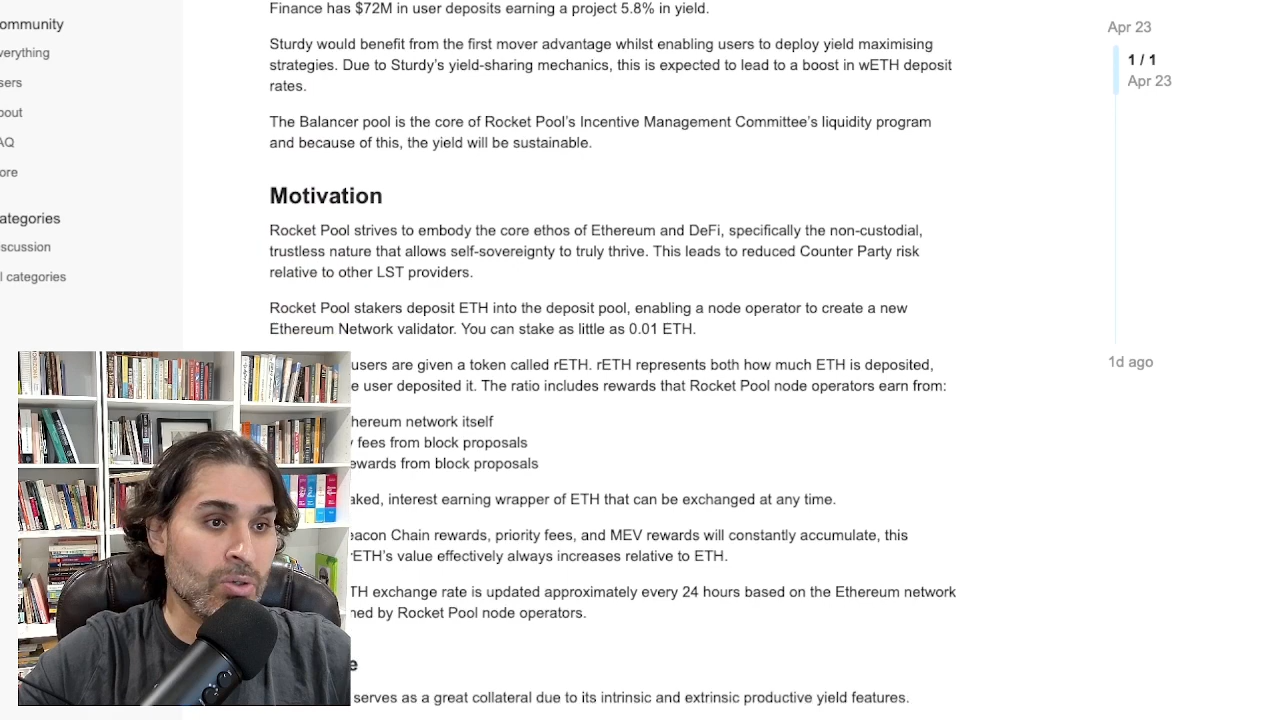 ommunity
verything
sers
bout
AQ
ore
ategories
iscussion
l categories
Finance has $72M in user deposits earning a project 5.8% in yield.
Sturdy would benefit from the first mover advantage whilst enabling users to deploy yield maximising
strategies. Due to Sturdy's yield-sharing mechanics, this is expected to lead to a boost in wETH deposit
rates.
The Balancer pool is the core of Rocket Pool's Incentive Management Committee's liquidity program
and because of this, the yield will be sustainable.
Motivation
Rocket Pool strives to embody the core ethos of Ethereum and DeFi, specifically the non-custodial,
trustless nature that allows self-sovereignty to truly thrive. This leads to reduced Counter Party risk
relative to other LST providers.
Rocket Pool stakers deposit ETH into the deposit pool, enabling a node operator to create a new
Ethereum Network validator. You can stake as little as 0.01 ETH.
users are given a token called rETH. rETH represents both how much ETH is deposited,
e user deposited it. The ratio includes rewards that Rocket Pool node operators earn from:
hereum network itself
fees from block proposals
ewards from block proposals
aked, interest earning wrapper of ETH that can be exchanged at any time.
eacon Chain rewards, priority fees, and MEV rewards will constantly accumulate, this
rETH's value effectively always increases relative to ETH.
TH exchange rate is updated approximately every 24 hours based on the Ethereum network
ned by Rocket Pool node operators.
e
serves as a great collateral due to its intrinsic and extrinsic productive yield features.
Apr 23
1 / 1
Apr 23
1d ago